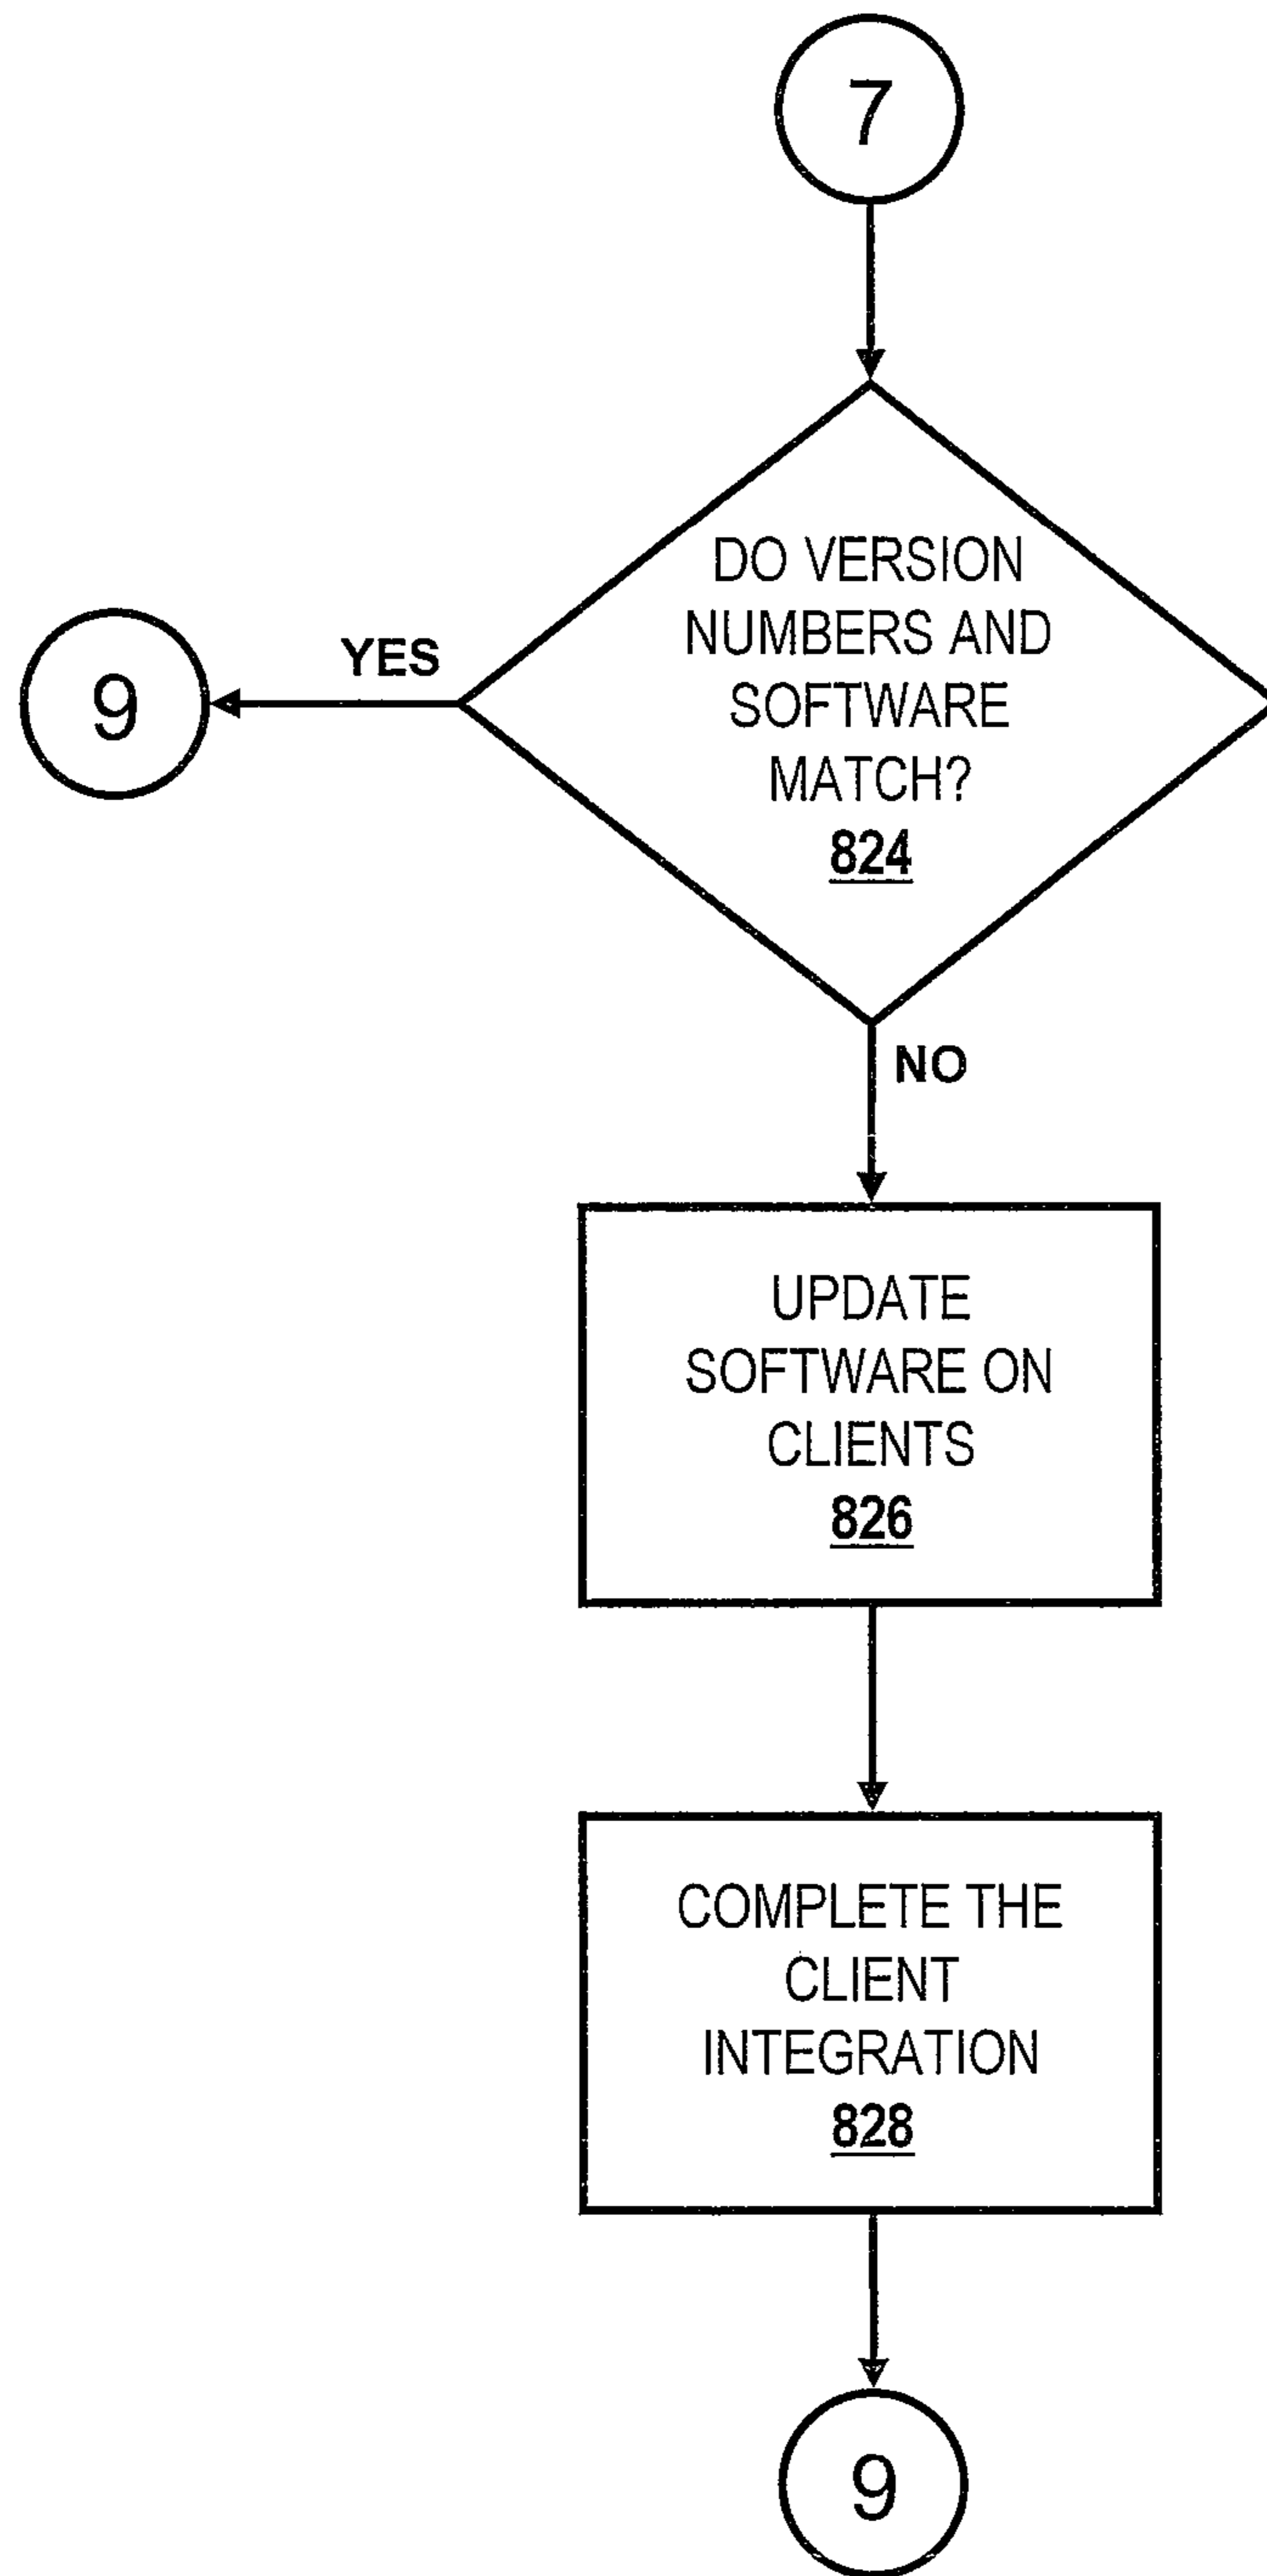 7
DO VERSION
NUMBERS AND
SOFTWARE
MATCH?
824
YES
9
NO
UPDATE
SOFTWARE ON
CLIENTS
826
COMPLETE THE
CLIENT
INTEGRATION
828
9